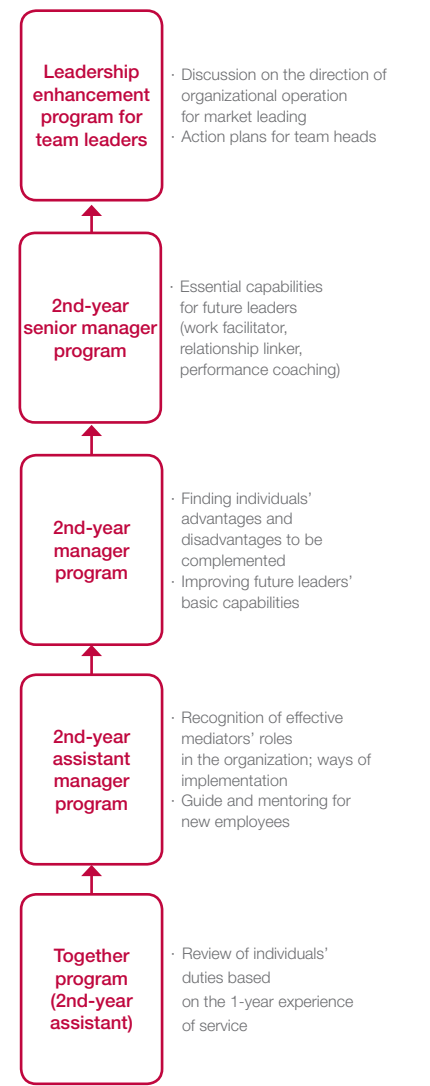 Leadership
enhancement
program for
team leaders
· Discussion on the direction of
organizational operation
for market leading
· Action plans for team heads
2nd-year
senior manager
program
· Essential capabilities
for future leaders
(work facilitator,
relationship linker,
performance coaching)
2nd-year
manager
program
· Finding individuals’
advantages and
disadvantages to be
complemented
· Improving future leaders’
basic capabilities
2nd-year
assistant
manager
program
· Recognition of effective
mediators’ roles
in the organization; ways of
implementation
· Guide and mentoring for
new employees
Together
program
(2nd-year
assistant)
· Review of individuals’
duties based
on the 1-year experience
of service